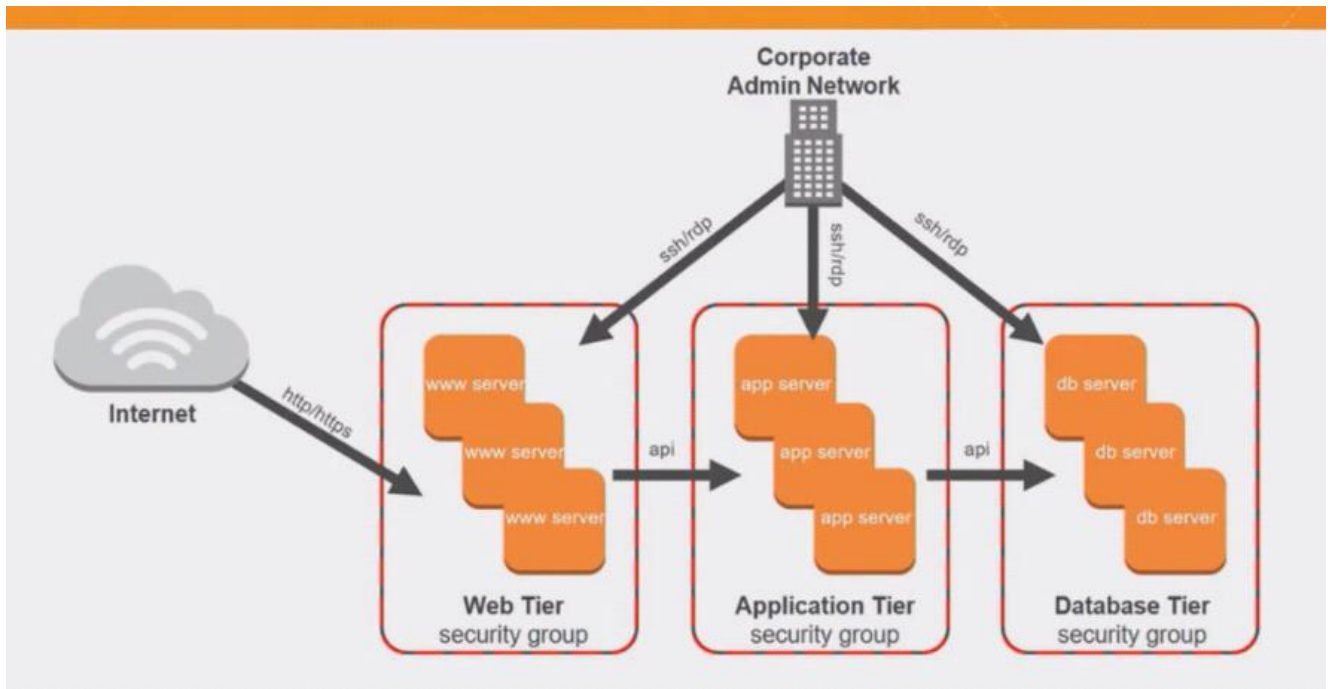 Corporate
Admin Network
ssh/rdp
ssh/rdp
ssh/rdp
Internet
http/https
www server
www server
www server
api
app server
app server
app server
api
db server
db server
db server
Web Tier
security group
Application Tier
security group
Database Tier
security group